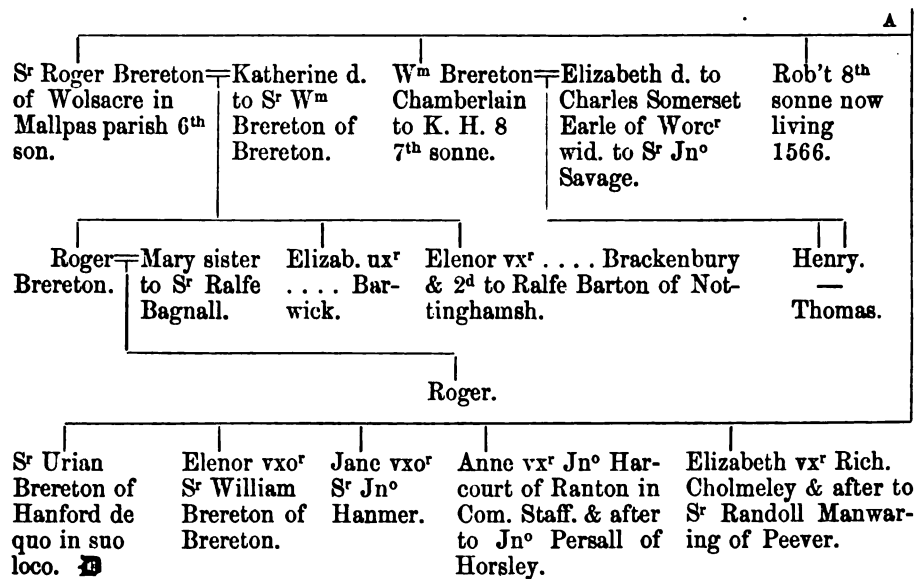 A
Sʳ Roger Brereton
of Wolsacre in
Mallpas parish 6ᵗʰ
son.
Katherine d.
to Sʳ Wᵐ
Brereton of
Brereton.
Wᵐ Brereton
Chamberlain
to K. H. 8
7ᵗʰ sonne.
Elizabeth d. to
Charles Somerset
Earle of Worcʳ
wid. to Sʳ Jnᵒ
Savage.
Rob't 8ᵗʰ
sonne now
living
1566.
Roger
Brereton.
Mary sister
to Sʳ Ralfe
Bagnall.
Elizab. uxʳ
. . . . Bar-
wick.
Elenor vxʳ . . . . Brackenbury
& 2ᵈ to Ralfe Barton of Not-
tinghamsh.
Henry.
—
Thomas.
Roger.
Sʳ Urian
Brereton of
Hanford de
quo in suo
loco. D
Elenor vxoʳ
Sʳ William
Brereton of
Brereton.
Jane vxoʳ
Sʳ Jnᵒ
Hanmer.
Anne vxʳ Jnᵒ Har-
court of Ranton in
Com. Staff. & after
to Jnᵒ Persall of
Horsley.
Elizabeth vxʳ Rich.
Cholmeley & after to
Sʳ Randoll Manwar-
ing of Peever.